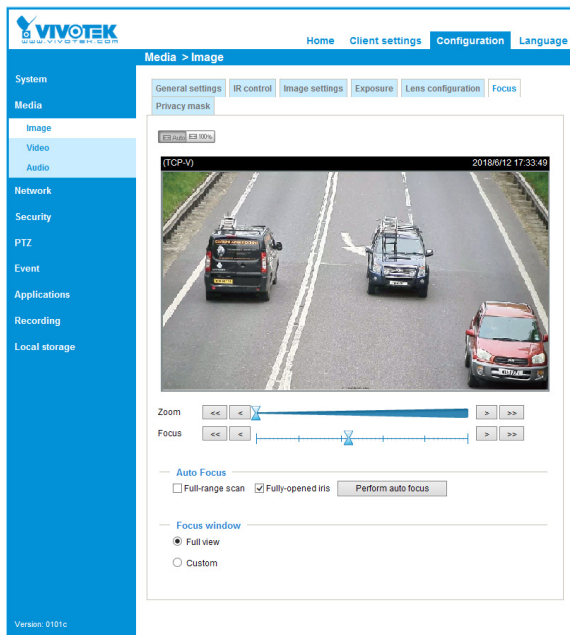 VIVOTEK
WWW.VIVOTEK.COM
Home Client settings Configuration Language
Media > Image
System
Media
Image
Video
Audio
Network
Security
PTZ
Event
Applications
Recording
Local storage
Version: 0101c
General settings IR control Image settings Exposure Lens configuration Focus
Privacy mask
Auto 100%
(TCP-V) 2018/6/12 17:33:49
Zoom << < > >>
Focus << < > >>
Auto Focus
Full-range scan Fully-opened iris Perform auto focus
Focus window
Full view
Custom